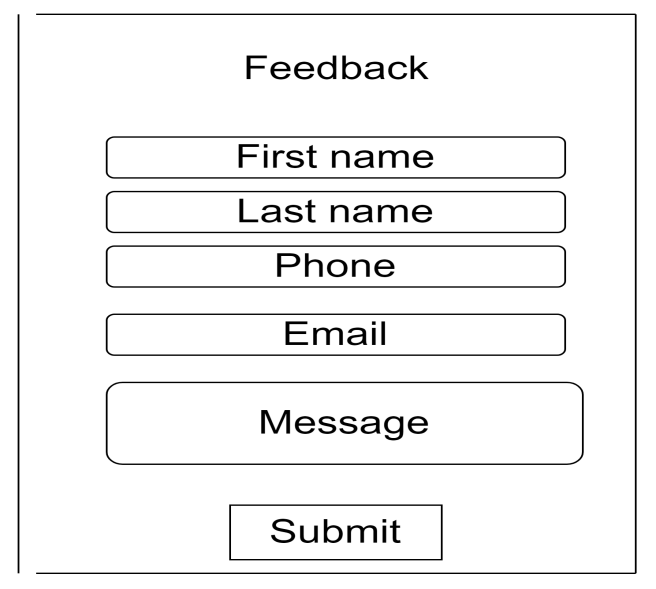 Feedback
First name
Last name
Phone
Email
Message
Submit